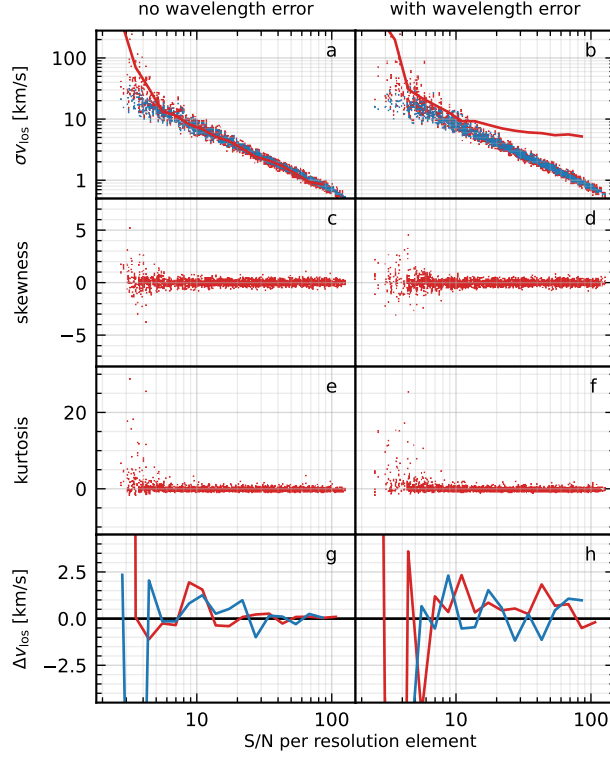 no wavelength error
with wavelength error
a
b
100
10
1
σv_los [km/s]
c
d
5
0
−5
skewness
e
f
20
0
kurtosis
g
h
2.5
0.0
−2.5
Δv_los [km/s]
10
100
10
100
S/N per resolution element